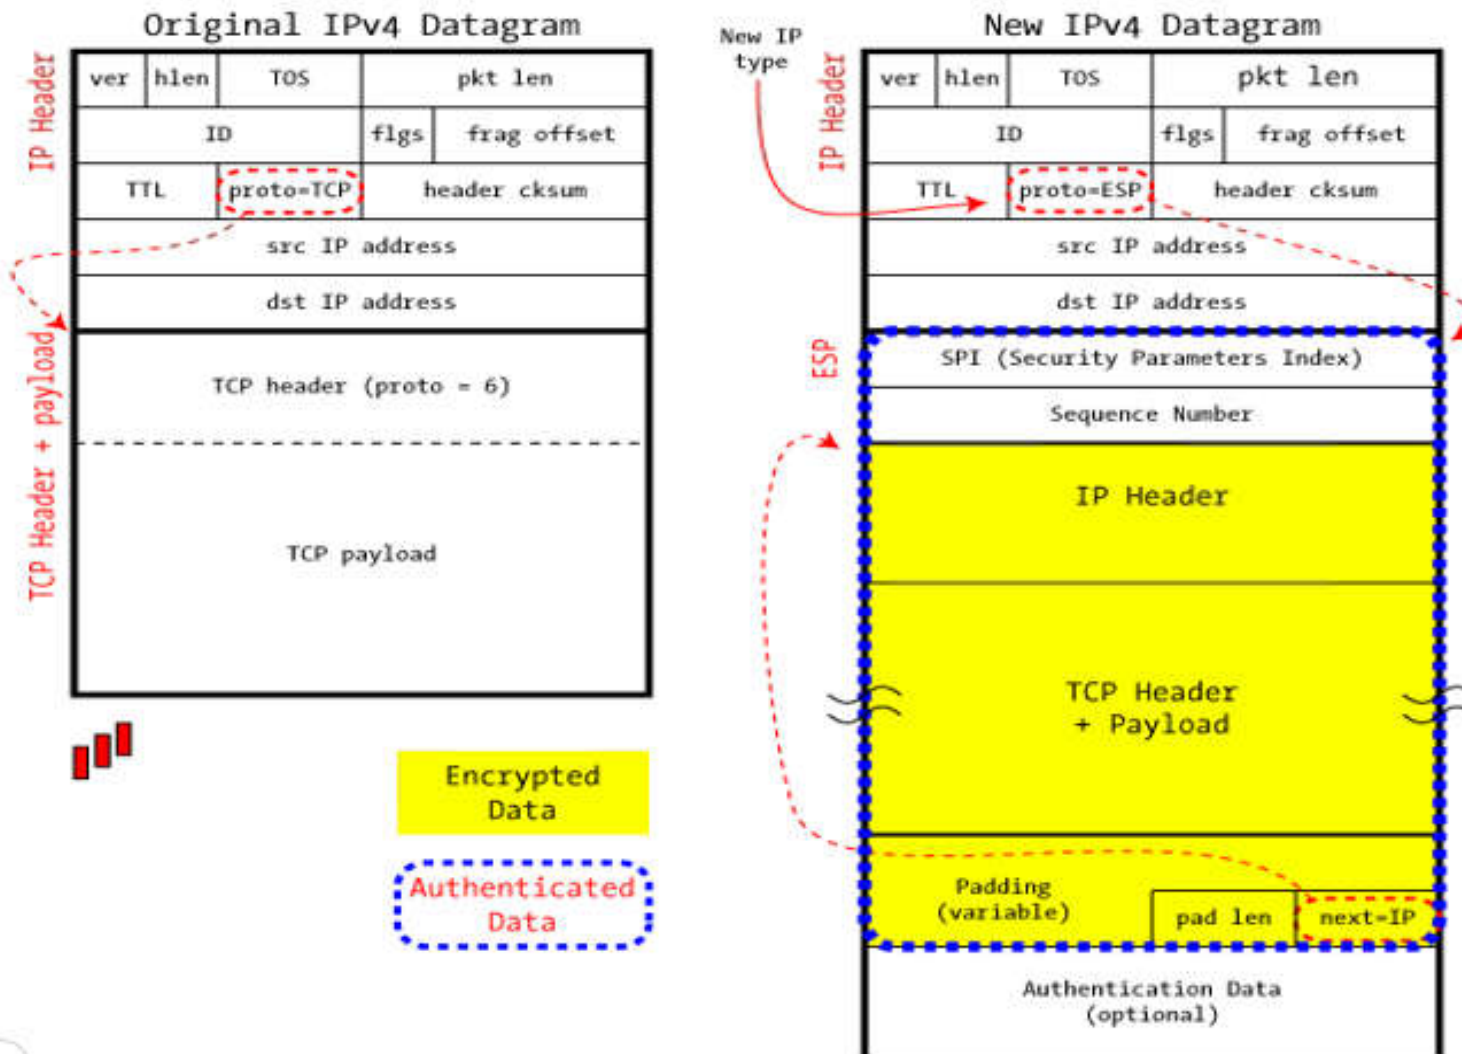 Original IPv4 Datagram
IP Header
ver hlen TOS pkt len
ID flgs frag offset
TTL proto=TCP header cksum
src IP address
dst IP address
TCP Header + payload
TCP header (proto = 6)
TCP payload
Encrypted
Data
Authenticated
Data
New IPv4 Datagram
New IP
type
IP Header
ver hlen TOS pkt len
ID flgs frag offset
TTL proto=ESP header cksum
src IP address
dst IP address
ESP
SPI (Security Parameters Index)
Sequence Number
IP Header
TCP Header
+ Payload
Padding
(variable)
pad len next=IP
Authentication Data
(optional)